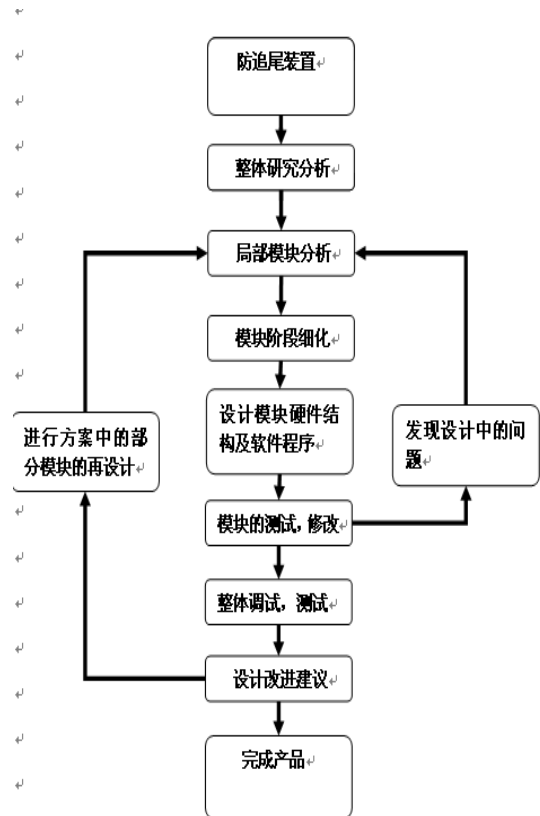 防追尾装置
整体研究分析
局部模块分析
模块阶段细化
设计模块硬件结
构及软件程序
进行方案中的部
分模块的再设计
发现设计中的问
题
模块的测试，修改
整体调试，测试
设计改进建议
完成产品